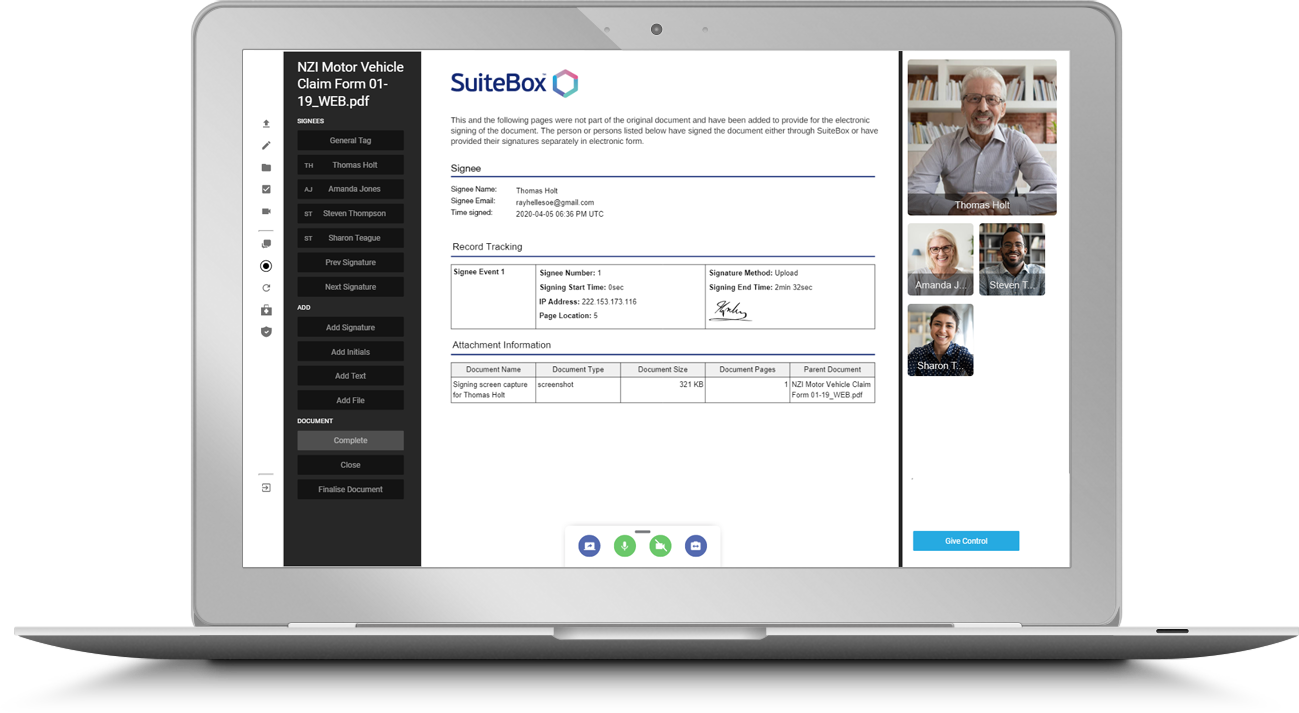 NZI Motor Vehicle
Claim Form 01-
19_WEB.pdf
SIGNEES
General Tag
TH Thomas Holt
AJ Amanda Jones
ST Steven Thompson
ST Sharon Teague
Prev Signature
Next Signature
ADD
Add Signature
Add Initials
Add Text
Add File
DOCUMENT
Complete
Close
Finalise Document
SuiteBox™
This and the following pages were not part of the original document and have been added to provide for the electronic
signing of the document. The person or persons listed below have signed the document either through SuiteBox or have
provided their signatures separately in electronic form.
Signee
Signee Name: Thomas Holt
Signee Email: rayhellesoe@gmail.com
Time signed: 2020-04-05 06:36 PM UTC
Record Tracking
Signee Event 1
Signee Number: 1
Signing Start Time: 0sec
IP Address: 222.153.173.116
Page Location: 5
Signature Method: Upload
Signing End Time: 2min 32sec
Attachment Information
Document Name Document Type Document Size Document Pages Parent Document
Signing screen capture screenshot 321 KB 1 NZI Motor Vehicle Claim
for Thomas Holt Form 01-19_WEB.pdf
Thomas Holt
Amanda J... Steven T...
Sharon T...
Give Control